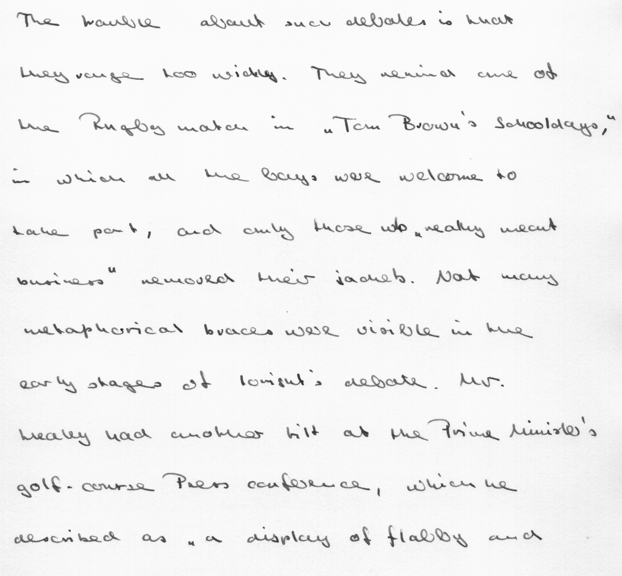 The trouble about such debates is that
they range too widely. They remind one of
the Rugby match in „Tom Brown's Schooldays,"
in which all the boys were welcome to
take part, and only those who „really meant
business" removed their jackets. Not many
metaphorical braces were visible in the
early stages of tonight's debate. Mr.
Healey had another tilt at the Prime Minister's
golf-course Press conference, which he
described as „a display of flabby and